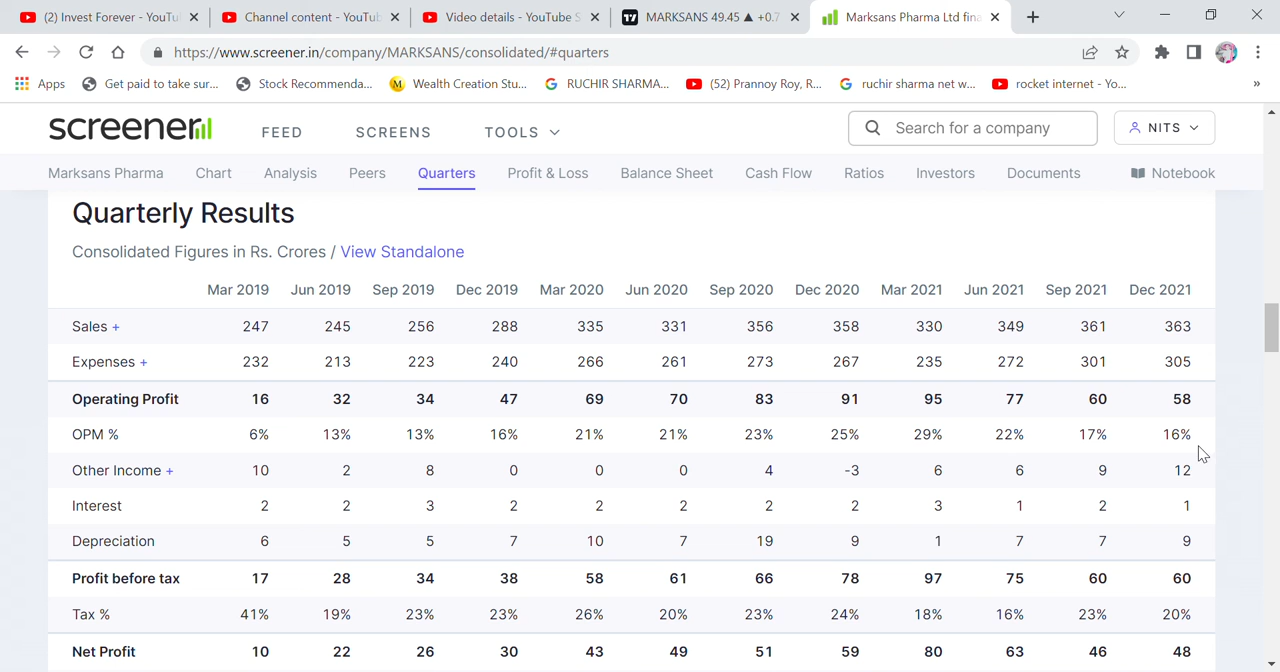 (2) Invest Forever - YouTu
Channel content - YouTub
Video details - YouTube S
MARKSANS 49.45 ▲ +0.7
Marksans Pharma Ltd fina
https://www.screener.in/company/MARKSANS/consolidated/#quarters
Apps Get paid to take sur... Stock Recommenda... Wealth Creation Stu... RUCHIR SHARMA... (52) Prannoy Roy, R... ruchir sharma net w... rocket internet - Yo... »
screener FEED SCREENS TOOLS Search for a company NITS
Marksans Pharma Chart Analysis Peers Quarters Profit & Loss Balance Sheet Cash Flow Ratios Investors Documents Notebook
Quarterly Results
Consolidated Figures in Rs. Crores / View Standalone
Mar 2019 Jun 2019 Sep 2019 Dec 2019 Mar 2020 Jun 2020 Sep 2020 Dec 2020 Mar 2021 Jun 2021 Sep 2021 Dec 2021
Sales + 247 245 256 288 335 331 356 358 330 349 361 363
Expenses + 232 213 223 240 266 261 273 267 235 272 301 305
Operating Profit 16 32 34 47 69 70 83 91 95 77 60 58
OPM % 6% 13% 13% 16% 21% 21% 23% 25% 29% 22% 17% 16%
Other Income + 10 2 8 0 0 0 4 -3 6 6 9 12
Interest 2 2 3 2 2 2 2 2 3 1 2 1
Depreciation 6 5 5 7 10 7 19 9 1 7 7 9
Profit before tax 17 28 34 38 58 61 66 78 97 75 60 60
Tax % 41% 19% 23% 23% 26% 20% 23% 24% 18% 16% 23% 20%
Net Profit 10 22 26 30 43 49 51 59 80 63 46 48